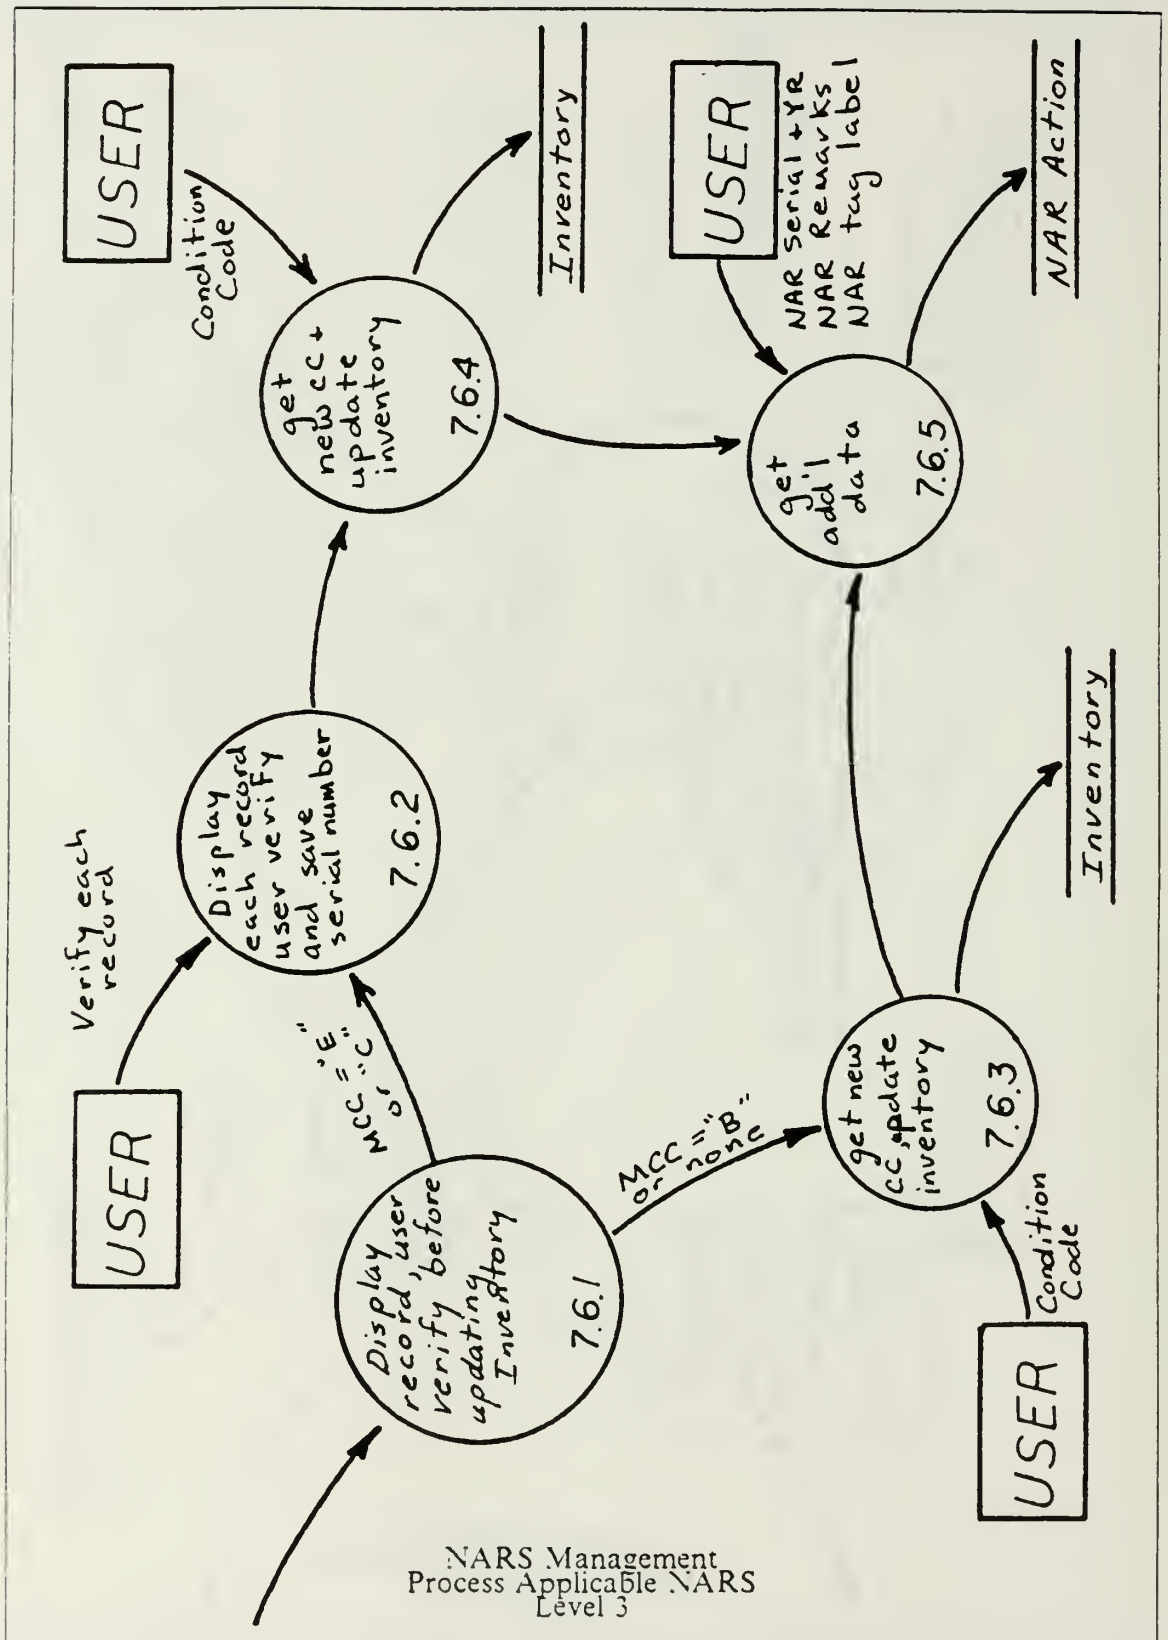 USER
Condition
Code
get
new cc +
update
inventory
7.6.4
Inventory
USER
NAR Serial + YR
NAR Remarks
NAR tag label
get
add'l
data
7.6.5
NAR Action
Verify each
record
USER
Display
each record
user verify
and save
serial number
7.6.2
MCC = "E"
or "C"
Display
record, user
verify before
updating
Inventory
7.6.1
MCC = "B"
or none
get new
cc, update
inventory
7.6.3
Inventory
USER
Condition
Code
NARS Management
Process Applicable NARS
Level 3